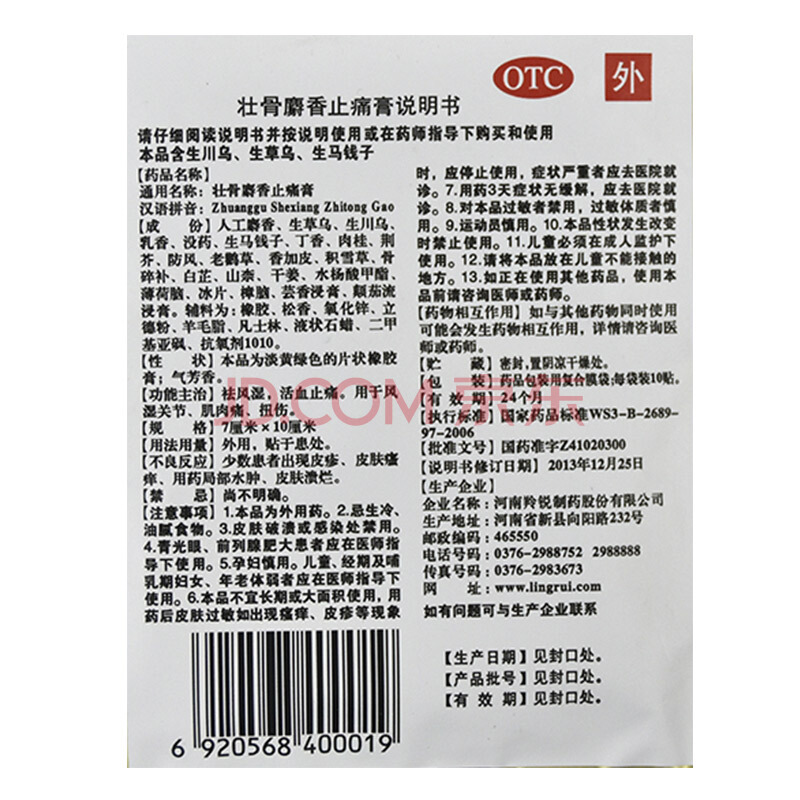 OTC
外
壮骨麝香止痛膏说明书
请仔细阅读说明书并按说明使用或在药师指导下购买和使用
本品含生川乌、生草乌、生马钱子
【药品名称】
通用名称：壮骨麝香止痛膏
汉语拼音：Zhuanggu Shexiang Zhitong Gao
【成　份】人工麝香、生草乌、生川乌、
乳香、没药、生马钱子、丁香、肉桂、荆
芥、防风、老鹳草、香加皮、积雪草、骨
碎补、白芷、山柰、干姜、水杨酸甲酯、
薄荷脑、冰片、樟脑、芸香浸膏、颠茄流
浸膏。辅料为：橡胶、松香、氧化锌、立
德粉、羊毛脂、凡士林、液状石蜡、二甲
基亚砜、抗氧剂1010。
【性　状】本品为淡黄绿色的片状橡胶
膏；气芳香。
【功能主治】祛风湿，活血止痛。用于风
湿关节、肌肉痛、扭伤。
【规　格】7厘米×10厘米
【用法用量】外用，贴于患处。
【不良反应】少数患者出现皮疹、皮肤瘙
痒、用药局部水肿、皮肤溃烂。
【禁　忌】尚不明确。
【注意事项】1.本品为外用药。2.忌生冷、
油腻食物。3.皮肤破溃或感染处禁用。
4.青光眼、前列腺肥大患者应在医师指
导下使用。5.孕妇慎用。儿童、经期及哺
乳期妇女、年老体弱者应在医师指导下
使用。6.本品不宜长期或大面积使用，用
药后皮肤过敏如出现瘙痒、皮疹等现象
时，应停止使用，症状严重者应去医院就
诊。7.用药3天症状无缓解，应去医院就
诊。8.对本品过敏者禁用，过敏体质者慎
用。9.运动员慎用。10.本品性状发生改变
时禁止使用。11.儿童必须在成人监护下
使用。12.请将本品放在儿童不能接触的
地方。13.如正在使用其他药品，使用本
品前请咨询医师或药师。
【药物相互作用】如与其他药物同时使用
可能会发生药物相互作用，详情请咨询医
师或药师。
【贮　藏】密封，置阴凉干燥处。
【包　装】药品包装用复合膜袋；每袋装10贴。
【有 效 期】24个月
【执行标准】国家药品标准WS3-B-2689-
97-2006
【批准文号】国药准字Z41020300
【说明书修订日期】2013年12月25日
【生产企业】
企业名称：河南羚锐制药股份有限公司
生产地址：河南省新县向阳路232号
邮政编码：465550
电话号码：0376-2988752 2988888
传真号码：0376-2983673
网　址：www.lingrui.com
如有问题可与生产企业联系
【生产日期】见封口处。
【产品批号】见封口处。
【有 效 期】见封口处。
6 920568 400019
JD.COM 京东